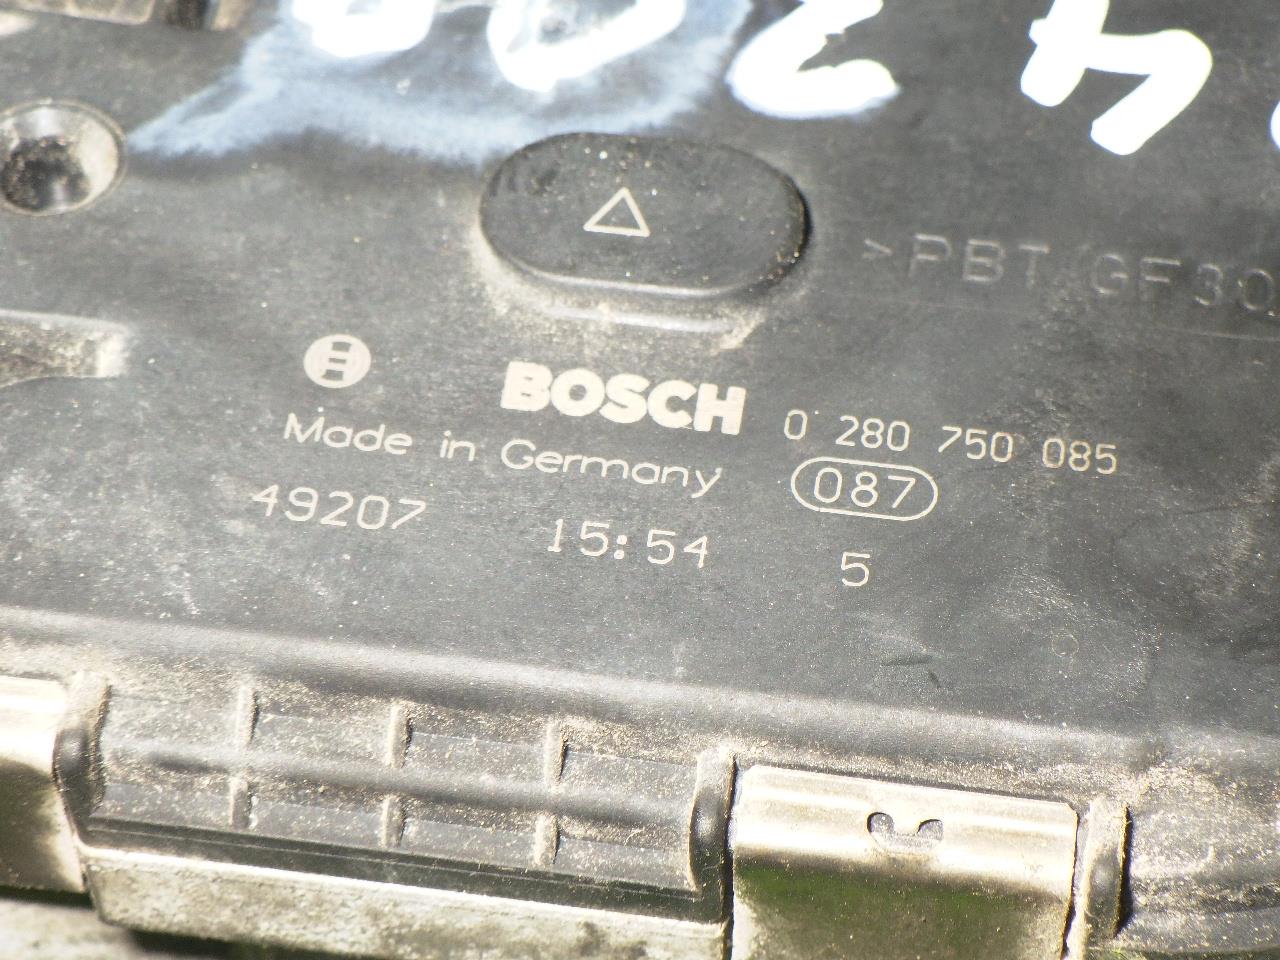 >PBT GF30
BOSCH 0 280 750 085
Made in Germany 087
49207 15:54 5